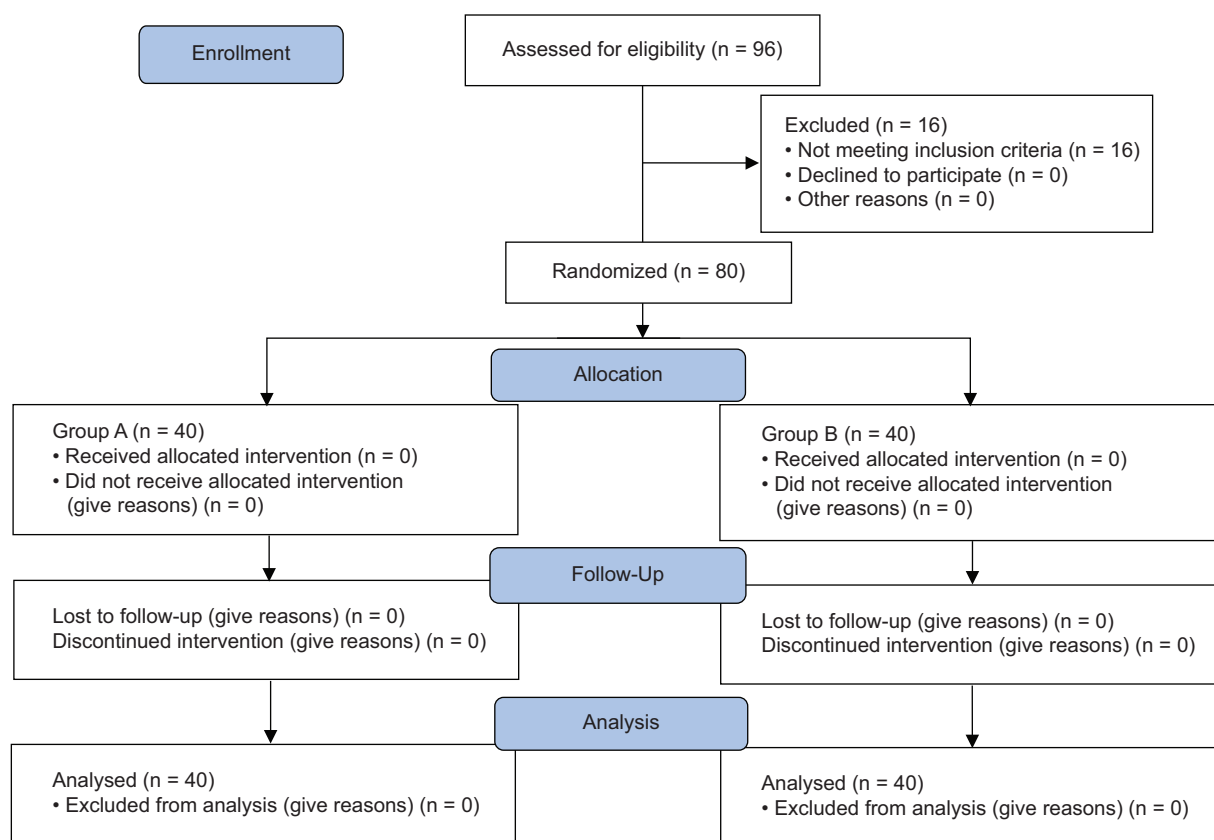 Enrollment
Assessed for eligibility (n = 96)
Excluded (n = 16)
• Not meeting inclusion criteria (n = 16)
• Declined to participate (n = 0)
• Other reasons (n = 0)
Randomized (n = 80)
Allocation
Group A (n = 40)
• Received allocated intervention (n = 0)
• Did not receive allocated intervention
(give reasons) (n = 0)
Group B (n = 40)
• Received allocated intervention (n = 0)
• Did not receive allocated intervention
(give reasons) (n = 0)
Follow-Up
Lost to follow-up (give reasons) (n = 0)
Discontinued intervention (give reasons) (n = 0)
Lost to follow-up (give reasons) (n = 0)
Discontinued intervention (give reasons) (n = 0)
Analysis
Analysed (n = 40)
• Excluded from analysis (give reasons) (n = 0)
Analysed (n = 40)
• Excluded from analysis (give reasons) (n = 0)